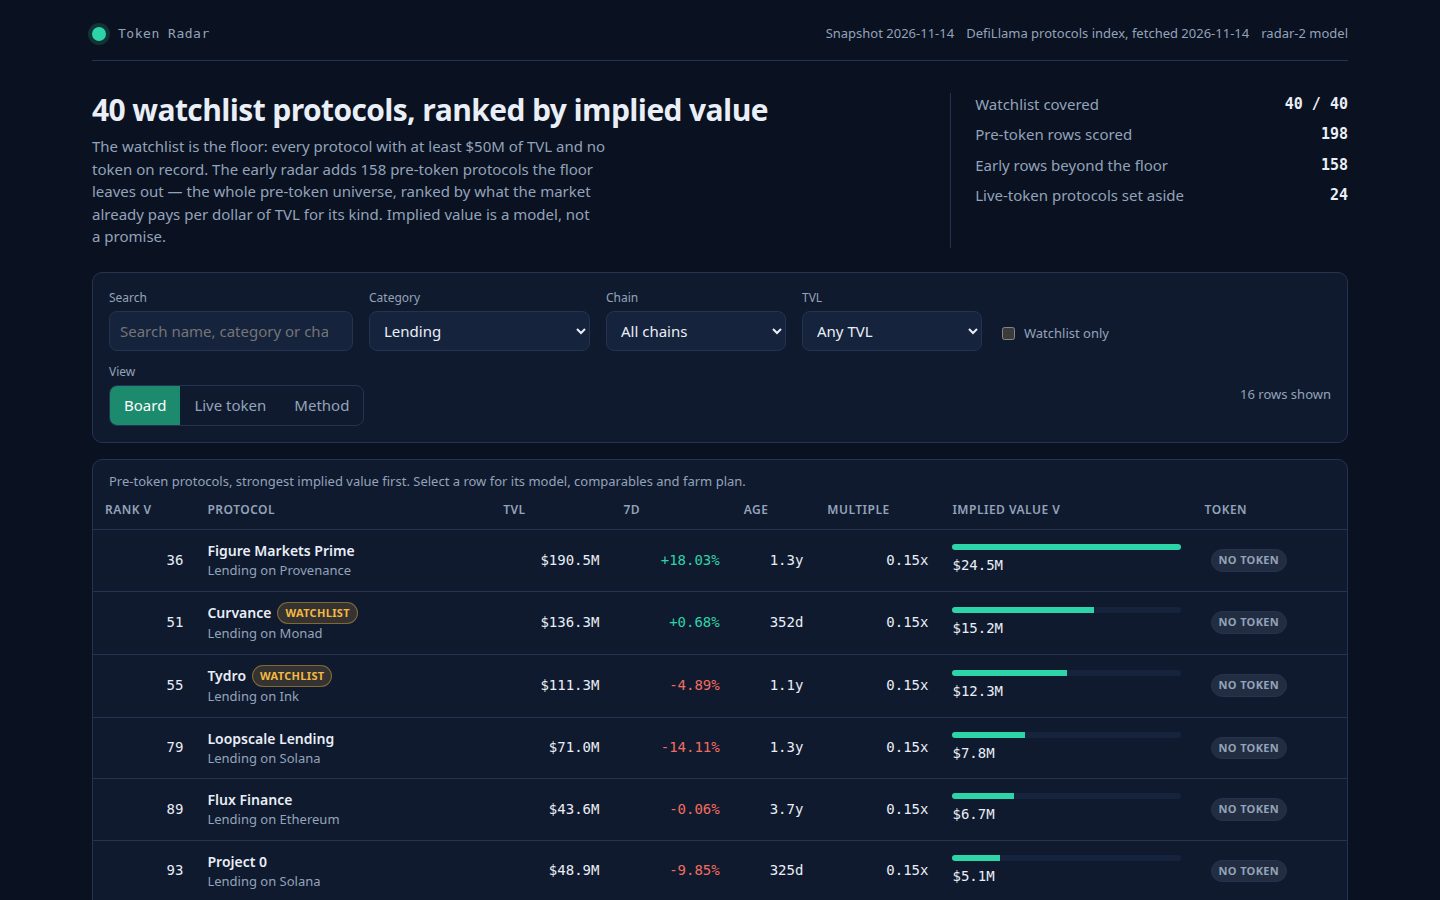 Token Radar
Snapshot 2026-11-14 DefiLlama protocols index, fetched 2026-11-14 radar-2 model
40 watchlist protocols, ranked by implied value
The watchlist is the floor: every protocol with at least $50M of TVL and no
token on record. The early radar adds 158 pre-token protocols the floor
leaves out — the whole pre-token universe, ranked by what the market
already pays per dollar of TVL for its kind. Implied value is a model, not
a promise.
Watchlist covered 40 / 40
Pre-token rows scored 198
Early rows beyond the floor 158
Live-token protocols set aside 24
Search Category Chain TVL
Search name, category or cha Lending All chains Any TVL Watchlist only
View
Board Live token Method 16 rows shown
Pre-token protocols, strongest implied value first. Select a row for its model, comparables and farm plan.
RANK V PROTOCOL TVL 7D AGE MULTIPLE IMPLIED VALUE V TOKEN
36 Figure Markets Prime $190.5M +18.03% 1.3y 0.15x $24.5M NO TOKEN
Lending on Provenance
51 Curvance WATCHLIST $136.3M +0.68% 352d 0.15x $15.2M NO TOKEN
Lending on Monad
55 Tydro WATCHLIST $111.3M -4.89% 1.1y 0.15x $12.3M NO TOKEN
Lending on Ink
79 Loopscale Lending $71.0M -14.11% 1.3y 0.15x $7.8M NO TOKEN
Lending on Solana
89 Flux Finance $43.6M -0.06% 3.7y 0.15x $6.7M NO TOKEN
Lending on Ethereum
93 Project 0 $48.9M -9.85% 325d 0.15x $5.1M NO TOKEN
Lending on Solana